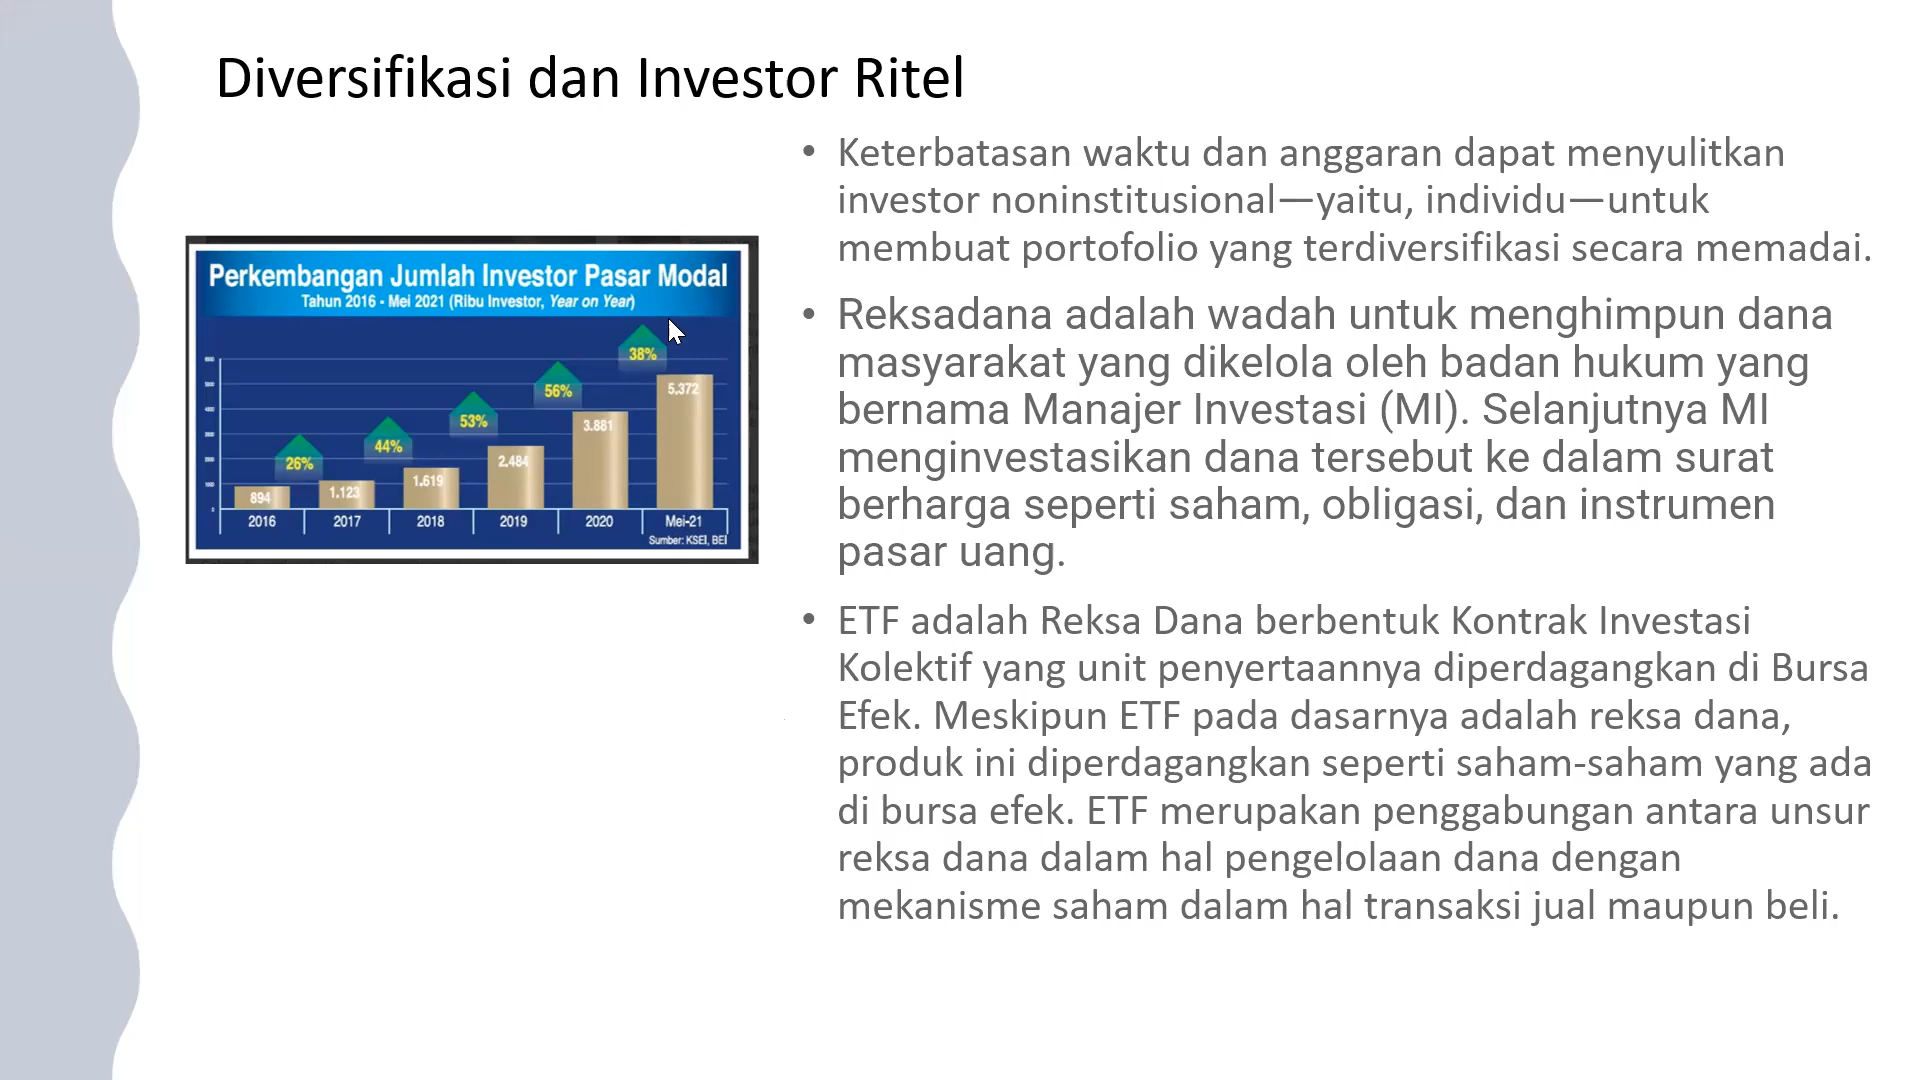 Diversifikasi dan Investor Ritel
Perkembangan Jumlah Investor Pasar Modal
Tahun 2016 - Mei 2021 (Ribu Investor, Year on Year)
26%
44%
53%
56%
38%
894
1.123
1.619
2.484
3.881
5.372
2016
2017
2018
2019
2020
Mei-21
Sumber: KSEI, BEI
• Keterbatasan waktu dan anggaran dapat menyulitkan
investor noninstitusional—yaitu, individu—untuk
membuat portofolio yang terdiversifikasi secara memadai.
• Reksadana adalah wadah untuk menghimpun dana
masyarakat yang dikelola oleh badan hukum yang
bernama Manajer Investasi (MI). Selanjutnya MI
menginvestasikan dana tersebut ke dalam surat
berharga seperti saham, obligasi, dan instrumen
pasar uang.
• ETF adalah Reksa Dana berbentuk Kontrak Investasi
Kolektif yang unit penyertaannya diperdagangkan di Bursa
Efek. Meskipun ETF pada dasarnya adalah reksa dana,
produk ini diperdagangkan seperti saham-saham yang ada
di bursa efek. ETF merupakan penggabungan antara unsur
reksa dana dalam hal pengelolaan dana dengan
mekanisme saham dalam hal transaksi jual maupun beli.